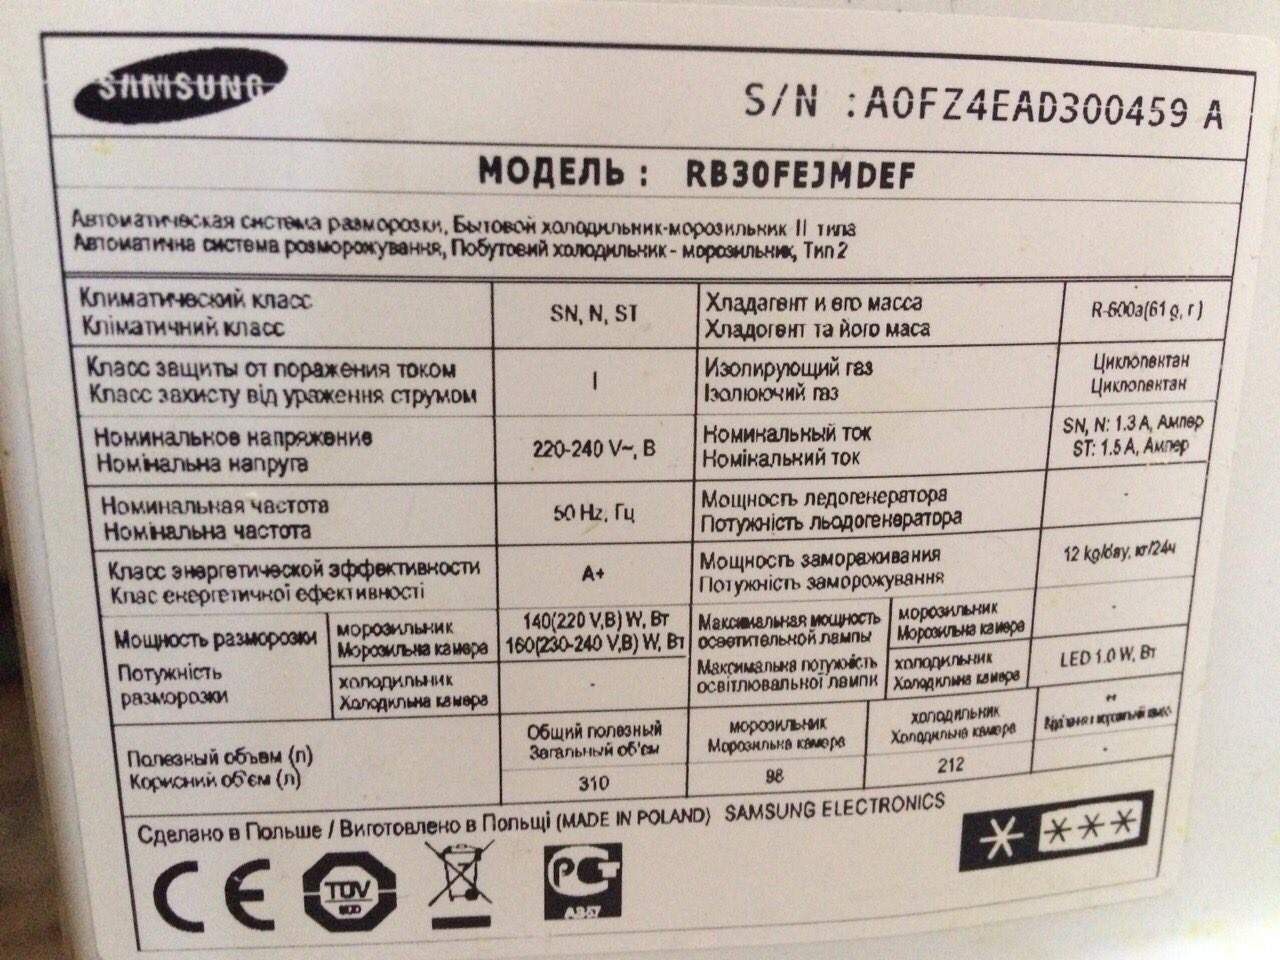 SAMSUNG
S/N : A0FZ4EAD300459 A
МОДЕЛЬ : RB30FEJMDEF
Автоматическая система разморозки, Бытовой холодильник-морозильник II типа
Автоматична система розморожування, Побутовий холодильник - морозильник, Тип 2
Климатический класс
Кліматичний класс
SN, N, ST
Хладагент и его масса
Хладогент та його маса
R-600a(61 g, г)
Класс защиты от поражения током
Класс захисту від ураження струмом
I
Изолирующий газ
Ізолюючий газ
Циклопентан
Циклопентан
Номинальное напряжение
Номінальна напруга
220-240 V~, В
Номинальный ток
Номікальний ток
SN, N: 1.3 A, Ампер
ST: 1.5 A, Ампер
Номинальная частота
Номінальна частота
50 Hz, Гц
Мощность ледогенератора
Потужність льодогенератора
-
Класс энергетической эффективности
Клас енергетичної ефективності
A+
Мощность замораживания
Потужність заморожування
12 kg/day, кг/24ч
Мощность разморозки
Потужність
разморозки
морозильник
Морозильна камера
140(220 V,В) W, Вт
160(230-240 V,В) W, Вт
холодильник
Холодильна камера
-
Максимальная мощность
осветительной лампы
Максимальна потужність
освітлювальної лампи
морозильник
Морозильна камера
-
холодильник
Холодильна камера
LED 1.0 W, Вт
Полезный объем (л)
Корисний об'єм (л)
Общий полезный
Загальный об'єм
310
морозильник
Морозильна камера
98
холодильник
Холодильна камера
212
**
-
Сделано в Польше / Виготовлено в Польщі (MADE IN POLAND) SAMSUNG ELECTRONICS
CE
TÜV
РСТ